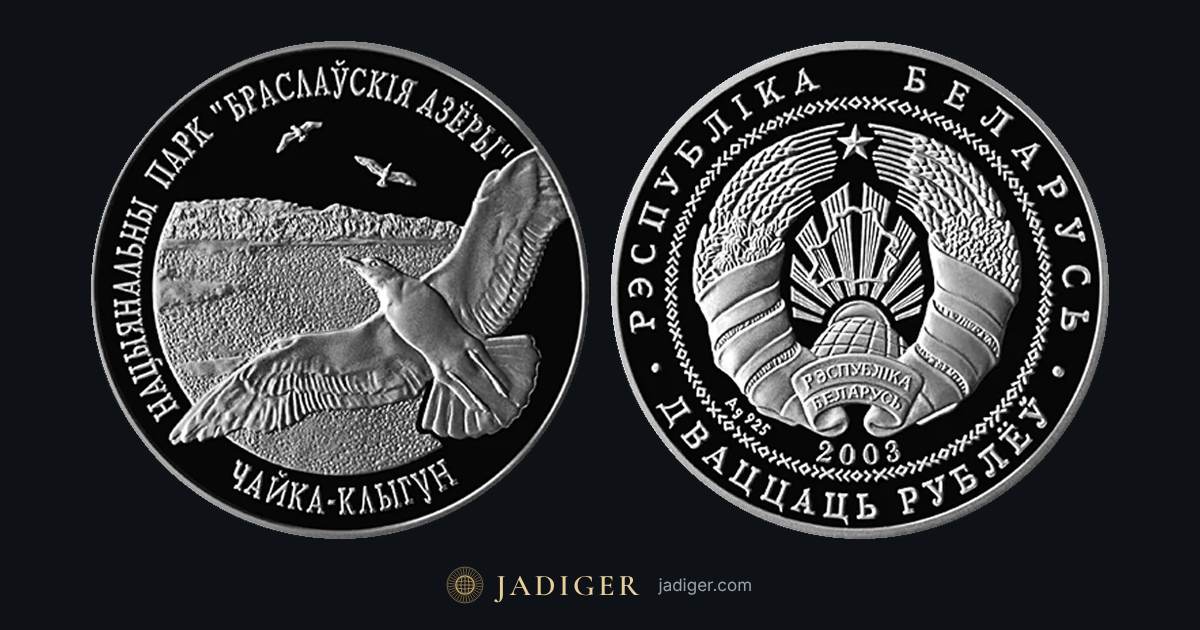 НАЦЫЯНАЛЬНЫ ПАРК "БРАСЛАЎСКІЯ АЗЁРЫ"
ЧАЙКА-КЛЫГУН
РЭСПУБЛІКА БЕЛАРУСЬ
РЭСПУБЛІКА
БЕЛАРУСЬ
Ag 925
2003
• ДВАЦЦАЦЬ РУБЛЁЎ •
JADIGER jadiger.com